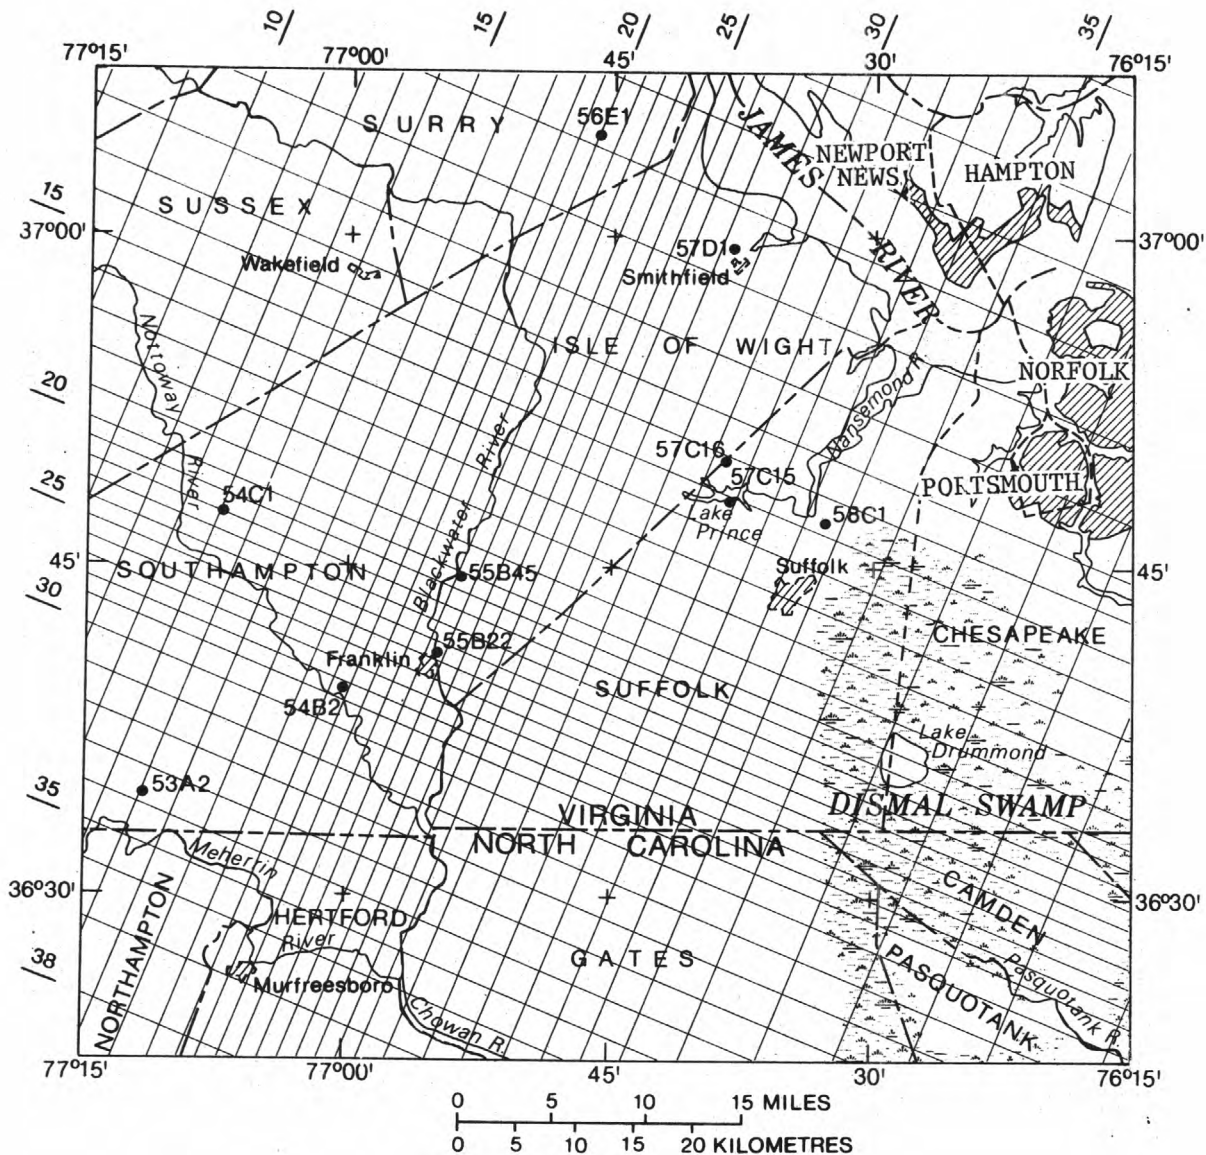 10
15
20
25
30
35
77°15'
77°00'
45'
30'
76°15'
SURRY
56E1
JAMES
RIVER
NEWPORT
NEWS
HAMPTON
15
SUSSEX
37°00'
37°00'
57D1
Wakefield
Smithfield
Nottoway
River
ISLE OF WIGHT
NORFOLK
20
Nansemond R.
Blackwater River
57C16
57C15
PORTSMOUTH
25
54C1
Lake
Prince
58C1
45'
SOUTHAMPTON
55B45
Suffolk
45'
30
CHESAPEAKE
55B22
Franklin
SUFFOLK
54B2
Lake
Drummond
35
53A2
VIRGINIA
DISMAL SWAMP
NORTH CAROLINA
Meherrin
River
36°30'
CAMDEN
36°30'
HERTFORD
NORTHAMPTON
GATES
PASQUOTANK
Pasquotank R.
38
Murfreesboro
Chowan R.
77°15'
77°00'
45'
30'
76°15'
0 5 10 15 MILES
0 5 10 15 20 KILOMETRES